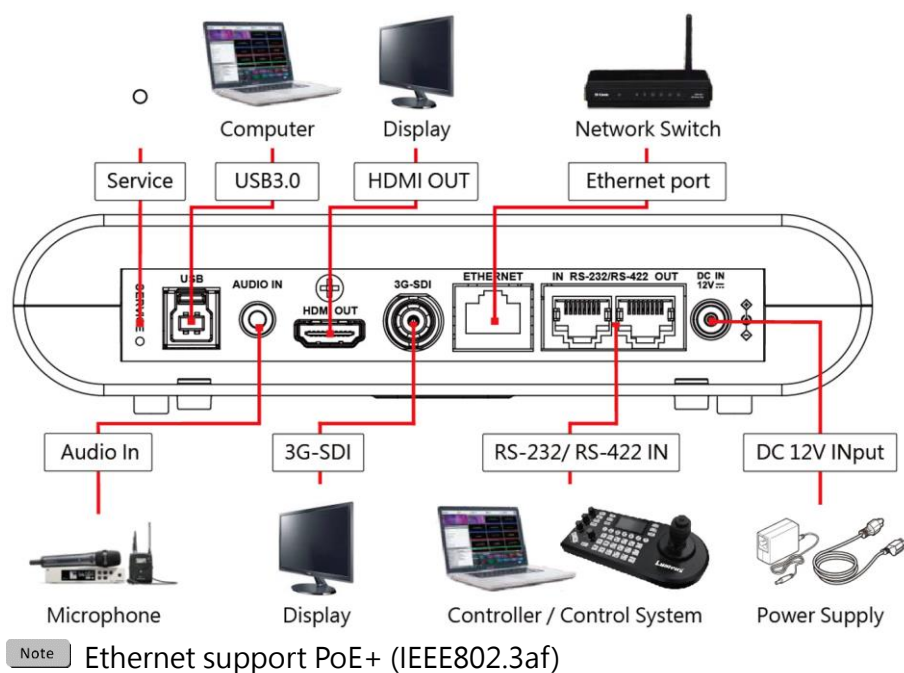 Computer
Display
Network Switch
Service
USB3.0
HDMI OUT
Ethernet port
SERVICE
USB
AUDIO IN
HDMI OUT
3G-SDI
ETHERNET
IN RS-232/RS-422 OUT
DC IN
12V
Audio In
3G-SDI
RS-232/ RS-422 IN
DC 12V INput
Lumens
Microphone
Display
Controller / Control System
Power Supply
Note Ethernet support PoE+ (IEEE802.3af)